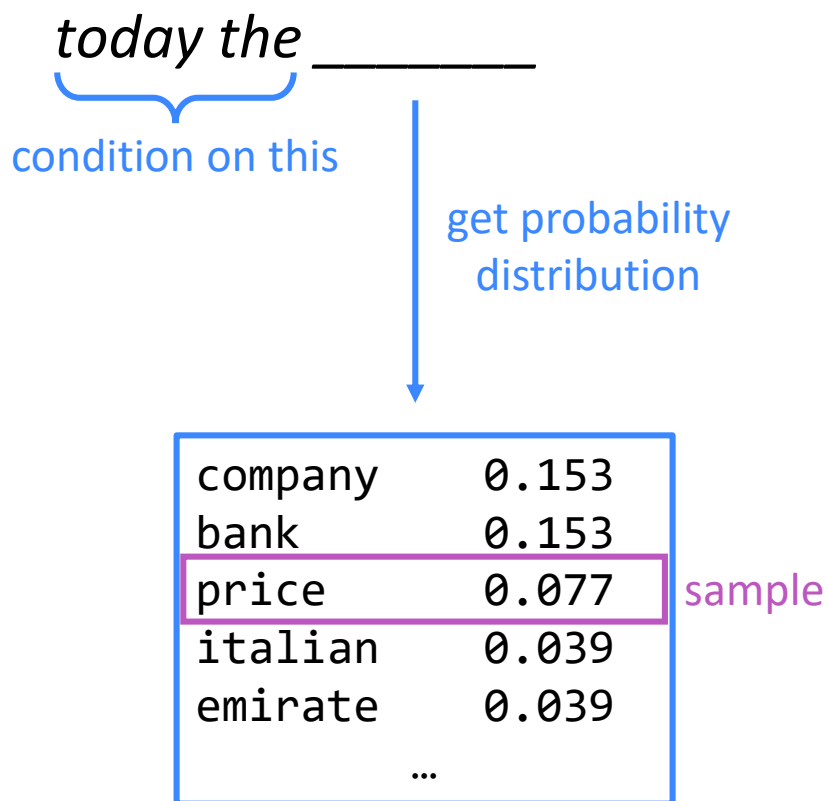 today the _______
condition on this
get probability
distribution
company 0.153
bank 0.153
price 0.077
sample
italian 0.039
emirate 0.039
…